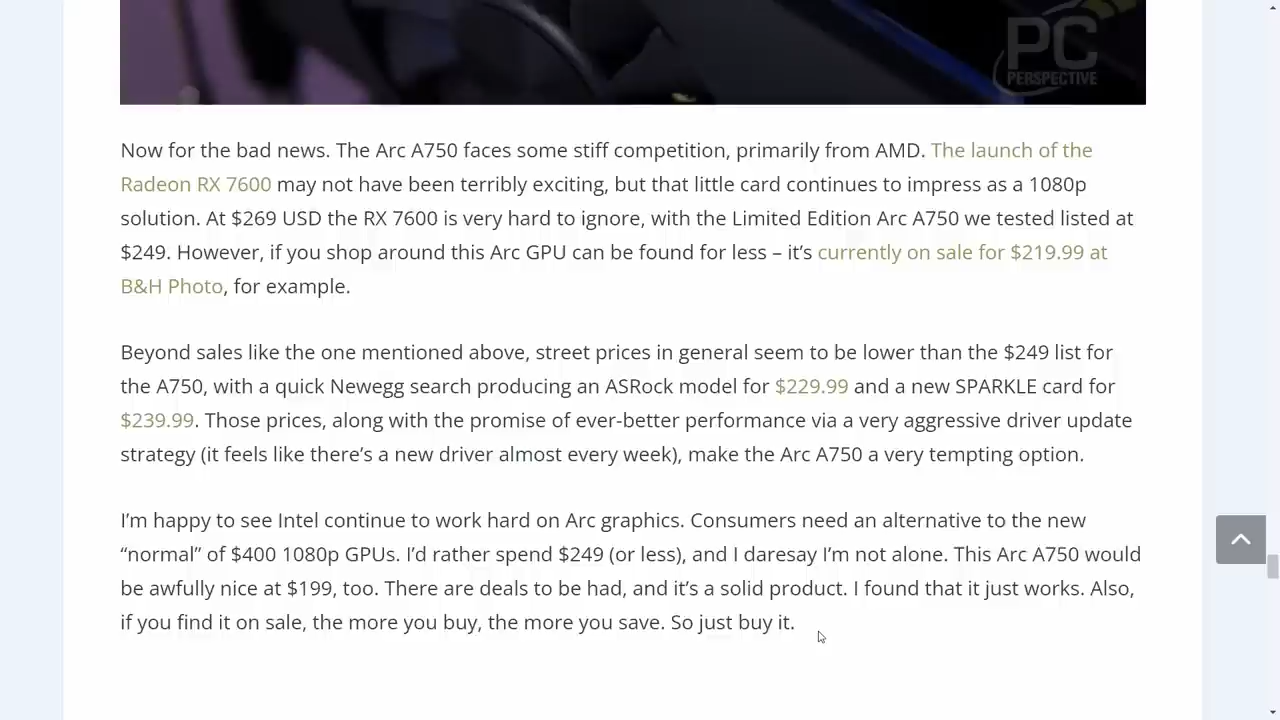 PC
PERSPECTIVE
Now for the bad news. The Arc A750 faces some stiff competition, primarily from AMD. The launch of the
Radeon RX 7600 may not have been terribly exciting, but that little card continues to impress as a 1080p
solution. At $269 USD the RX 7600 is very hard to ignore, with the Limited Edition Arc A750 we tested listed at
$249. However, if you shop around this Arc GPU can be found for less – it’s currently on sale for $219.99 at
B&H Photo, for example.
Beyond sales like the one mentioned above, street prices in general seem to be lower than the $249 list for
the A750, with a quick Newegg search producing an ASRock model for $229.99 and a new SPARKLE card for
$239.99. Those prices, along with the promise of ever-better performance via a very aggressive driver update
strategy (it feels like there’s a new driver almost every week), make the Arc A750 a very tempting option.
I’m happy to see Intel continue to work hard on Arc graphics. Consumers need an alternative to the new
“normal” of $400 1080p GPUs. I’d rather spend $249 (or less), and I daresay I’m not alone. This Arc A750 would
be awfully nice at $199, too. There are deals to be had, and it’s a solid product. I found that it just works. Also,
if you find it on sale, the more you buy, the more you save. So just buy it.